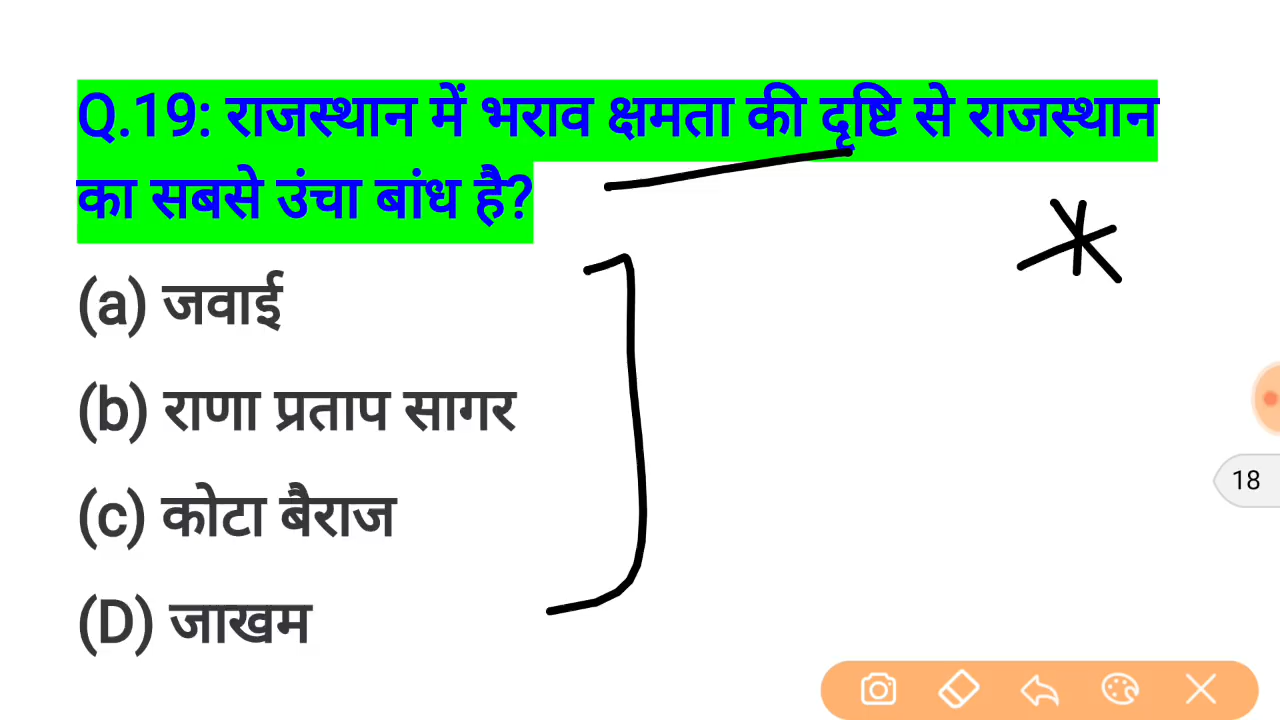 Q.19: राजस्थान में भराव क्षमता की दृष्टि से राजस्थान
का सबसे उंचा बांध है?
(a) जवाई
(b) राणा प्रताप सागर
(c) कोटा बैराज
(D) जाखम
18